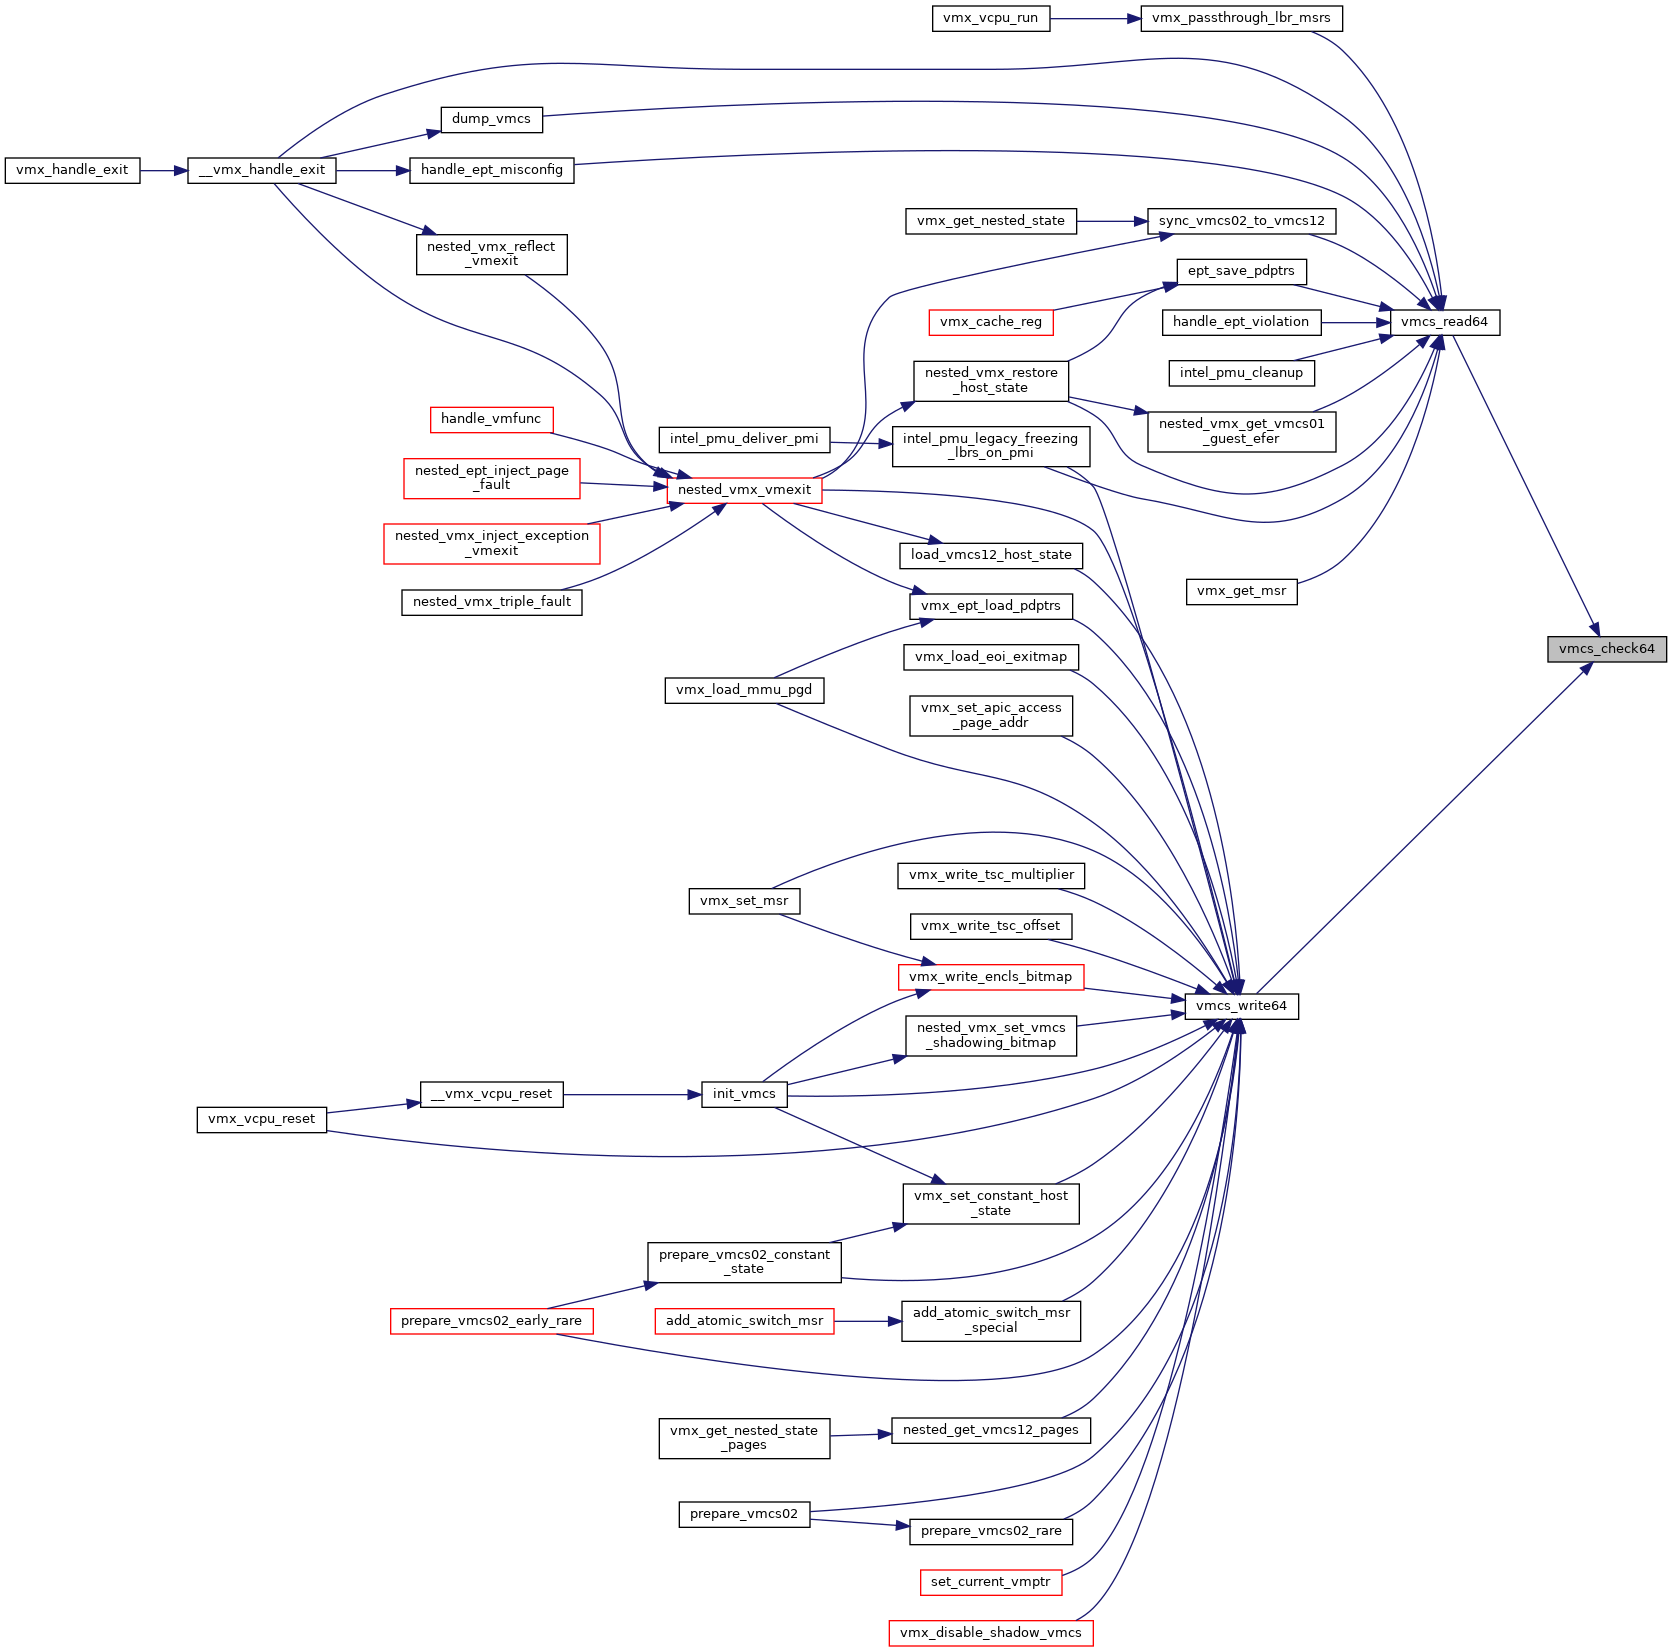 vmx_vcpu_run
vmx_passthrough_lbr_msrs
dump_vmcs
vmx_handle_exit
__vmx_handle_exit
handle_ept_misconfig
vmx_get_nested_state
sync_vmcs02_to_vmcs12
nested_vmx_reflect
_vmexit
ept_save_pdptrs
vmx_cache_reg
handle_ept_violation
vmcs_read64
nested_vmx_restore
_host_state
intel_pmu_cleanup
handle_vmfunc
intel_pmu_deliver_pmi
intel_pmu_legacy_freezing
_lbrs_on_pmi
nested_vmx_get_vmcs01
_guest_efer
nested_ept_inject_page
_fault
nested_vmx_vmexit
nested_vmx_inject_exception
_vmexit
load_vmcs12_host_state
nested_vmx_triple_fault
vmx_ept_load_pdptrs
vmx_get_msr
vmx_load_eoi_exitmap
vmcs_check64
vmx_load_mmu_pgd
vmx_set_apic_access
_page_addr
vmx_write_tsc_multiplier
vmx_set_msr
vmx_write_tsc_offset
vmx_write_encls_bitmap
vmcs_write64
nested_vmx_set_vmcs
_shadowing_bitmap
__vmx_vcpu_reset
init_vmcs
vmx_vcpu_reset
vmx_set_constant_host
_state
prepare_vmcs02_constant
_state
prepare_vmcs02_early_rare
add_atomic_switch_msr
add_atomic_switch_msr
_special
vmx_get_nested_state
_pages
nested_get_vmcs12_pages
prepare_vmcs02
prepare_vmcs02_rare
set_current_vmptr
vmx_disable_shadow_vmcs